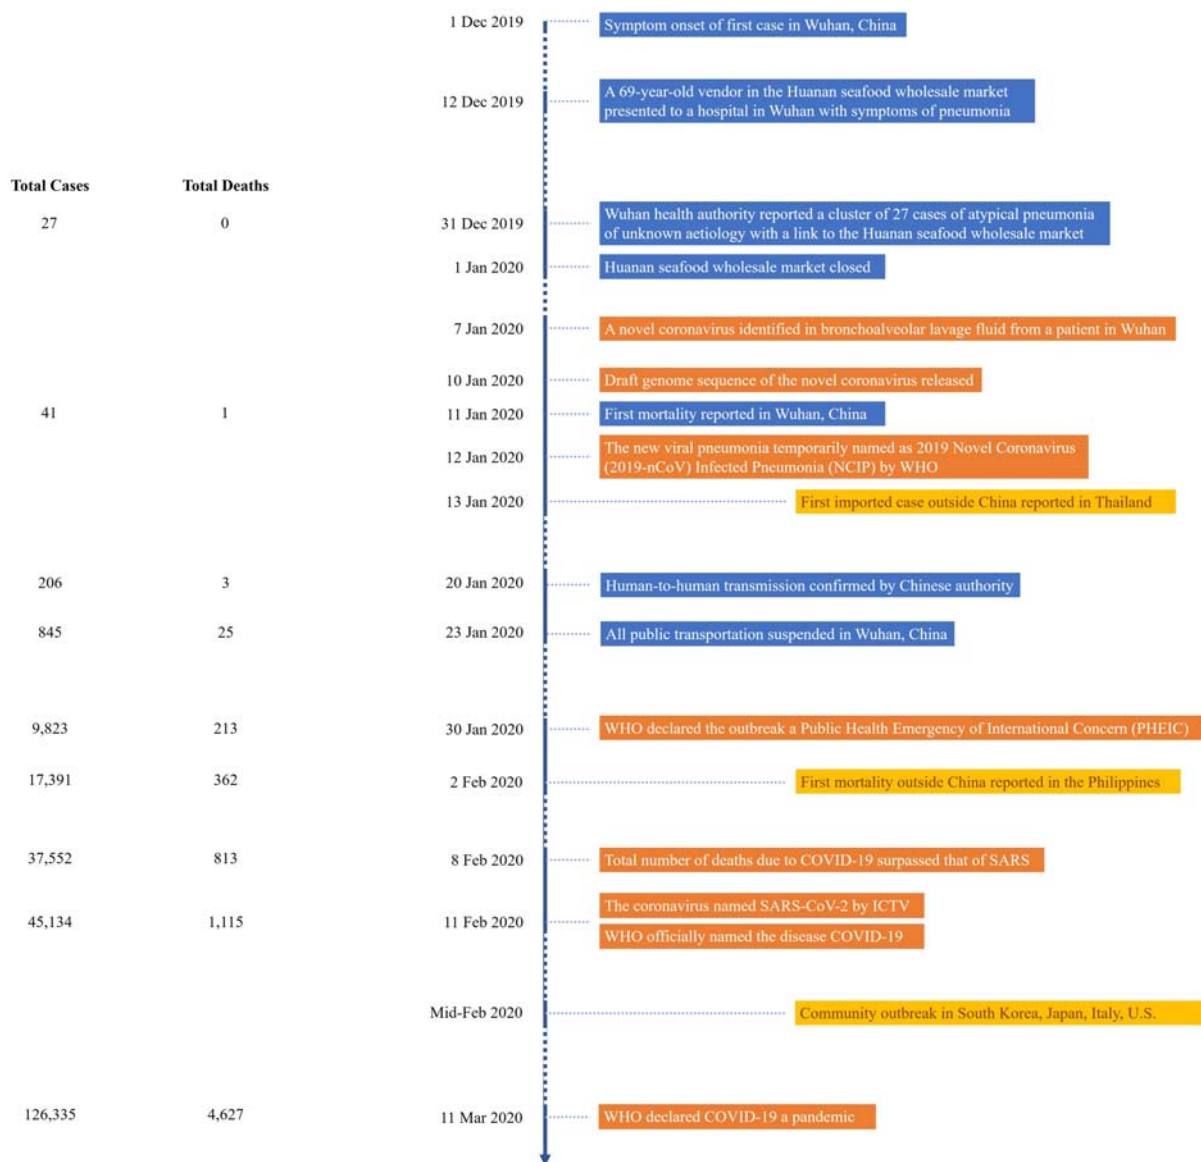 1 Dec 2019 Symptom onset of first case in Wuhan, China
12 Dec 2019 A 69-year-old vendor in the Huanan seafood wholesale market
presented to a hospital in Wuhan with symptoms of pneumonia
Total Cases Total Deaths
27 0 31 Dec 2019 Wuhan health authority reported a cluster of 27 cases of atypical pneumonia
of unknown aetiology with a link to the Huanan seafood wholesale market
1 Jan 2020 Huanan seafood wholesale market closed
7 Jan 2020 A novel coronavirus identified in bronchoalveolar lavage fluid from a patient in Wuhan
10 Jan 2020 Draft genome sequence of the novel coronavirus released
41 1 11 Jan 2020 First mortality reported in Wuhan, China
12 Jan 2020 The new viral pneumonia temporarily named as 2019 Novel Coronavirus
(2019-nCoV) Infected Pneumonia (NCIP) by WHO
13 Jan 2020 First imported case outside China reported in Thailand
206 3 20 Jan 2020 Human-to-human transmission confirmed by Chinese authority
845 25 23 Jan 2020 All public transportation suspended in Wuhan, China
9,823 213 30 Jan 2020 WHO declared the outbreak a Public Health Emergency of International Concern (PHEIC)
17,391 362 2 Feb 2020 First mortality outside China reported in the Philippines
37,552 813 8 Feb 2020 Total number of deaths due to COVID-19 surpassed that of SARS
45,134 1,115 11 Feb 2020 The coronavirus named SARS-CoV-2 by ICTV
WHO officially named the disease COVID-19
Mid-Feb 2020 Community outbreak in South Korea, Japan, Italy, U.S.
126,335 4,627 11 Mar 2020 WHO declared COVID-19 a pandemic